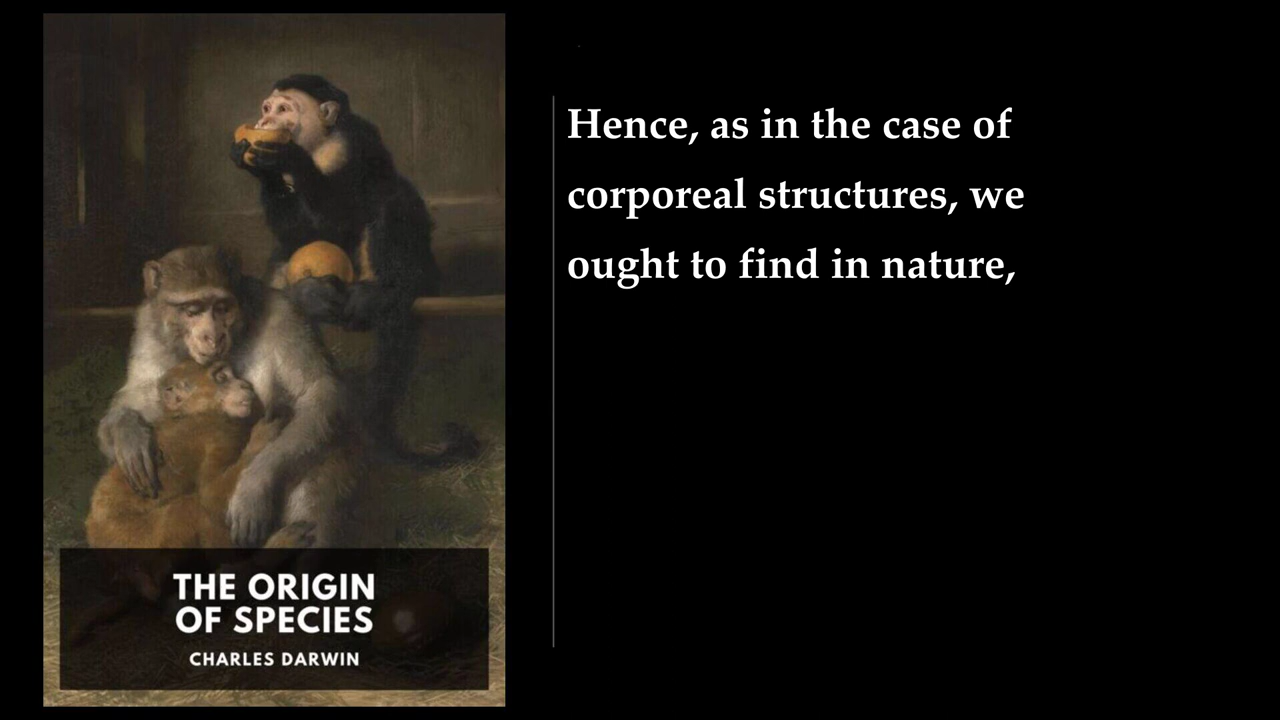 THE ORIGIN
OF SPECIES
CHARLES DARWIN
Hence, as in the case of
corporeal structures, we
ought to find in nature,